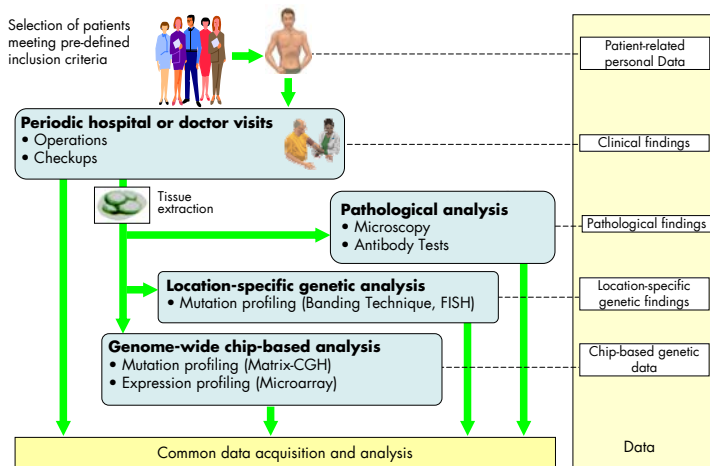 Selection of patients
meeting pre-defined
inclusion criteria
Patient-related
personal Data
Periodic hospital or doctor visits
• Operations
• Checkups
Clinical findings
Tissue
extraction
Pathological analysis
• Microscopy
• Antibody Tests
Pathological findings
Location-specific genetic analysis
• Mutation profiling (Banding Technique, FISH)
Location-specific
genetic findings
Genome-wide chip-based analysis
• Mutation profiling (Matrix-CGH)
• Expression profiling (Microarray)
Chip-based genetic
data
Common data acquisition and analysis
Data